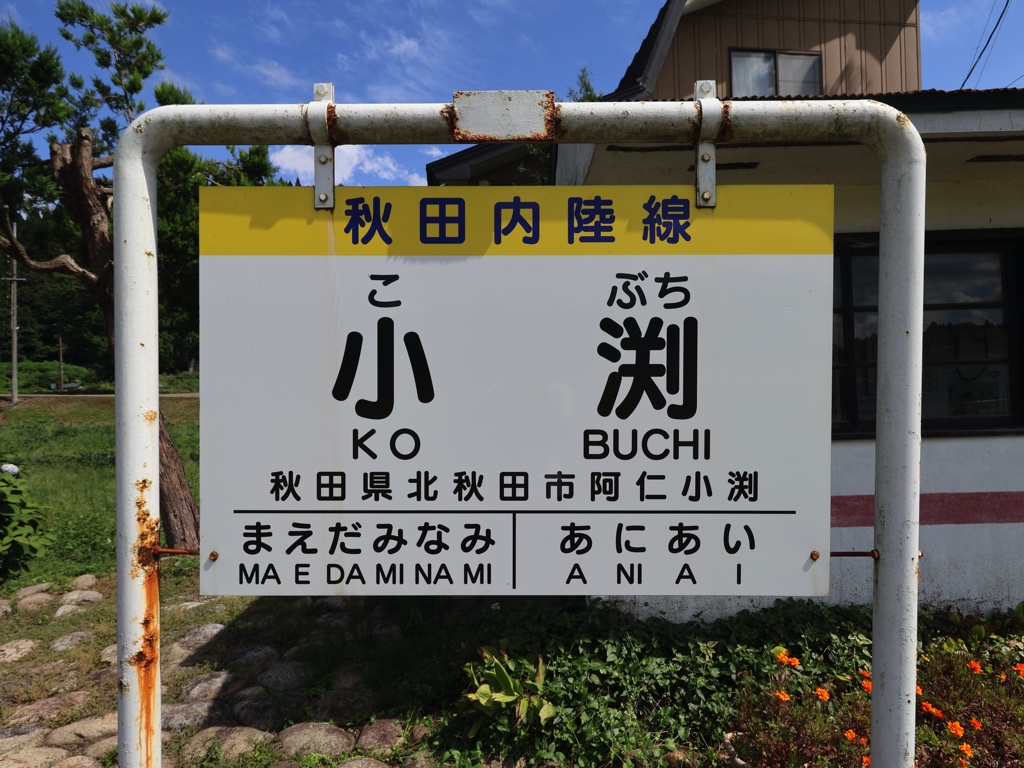 秋田内陸線
こ ぶち
小 渕
KO BUCHI
秋田県北秋田市阿仁小渕
まえだみなみ あにあい
MA E DA MI NA MI A NI A I